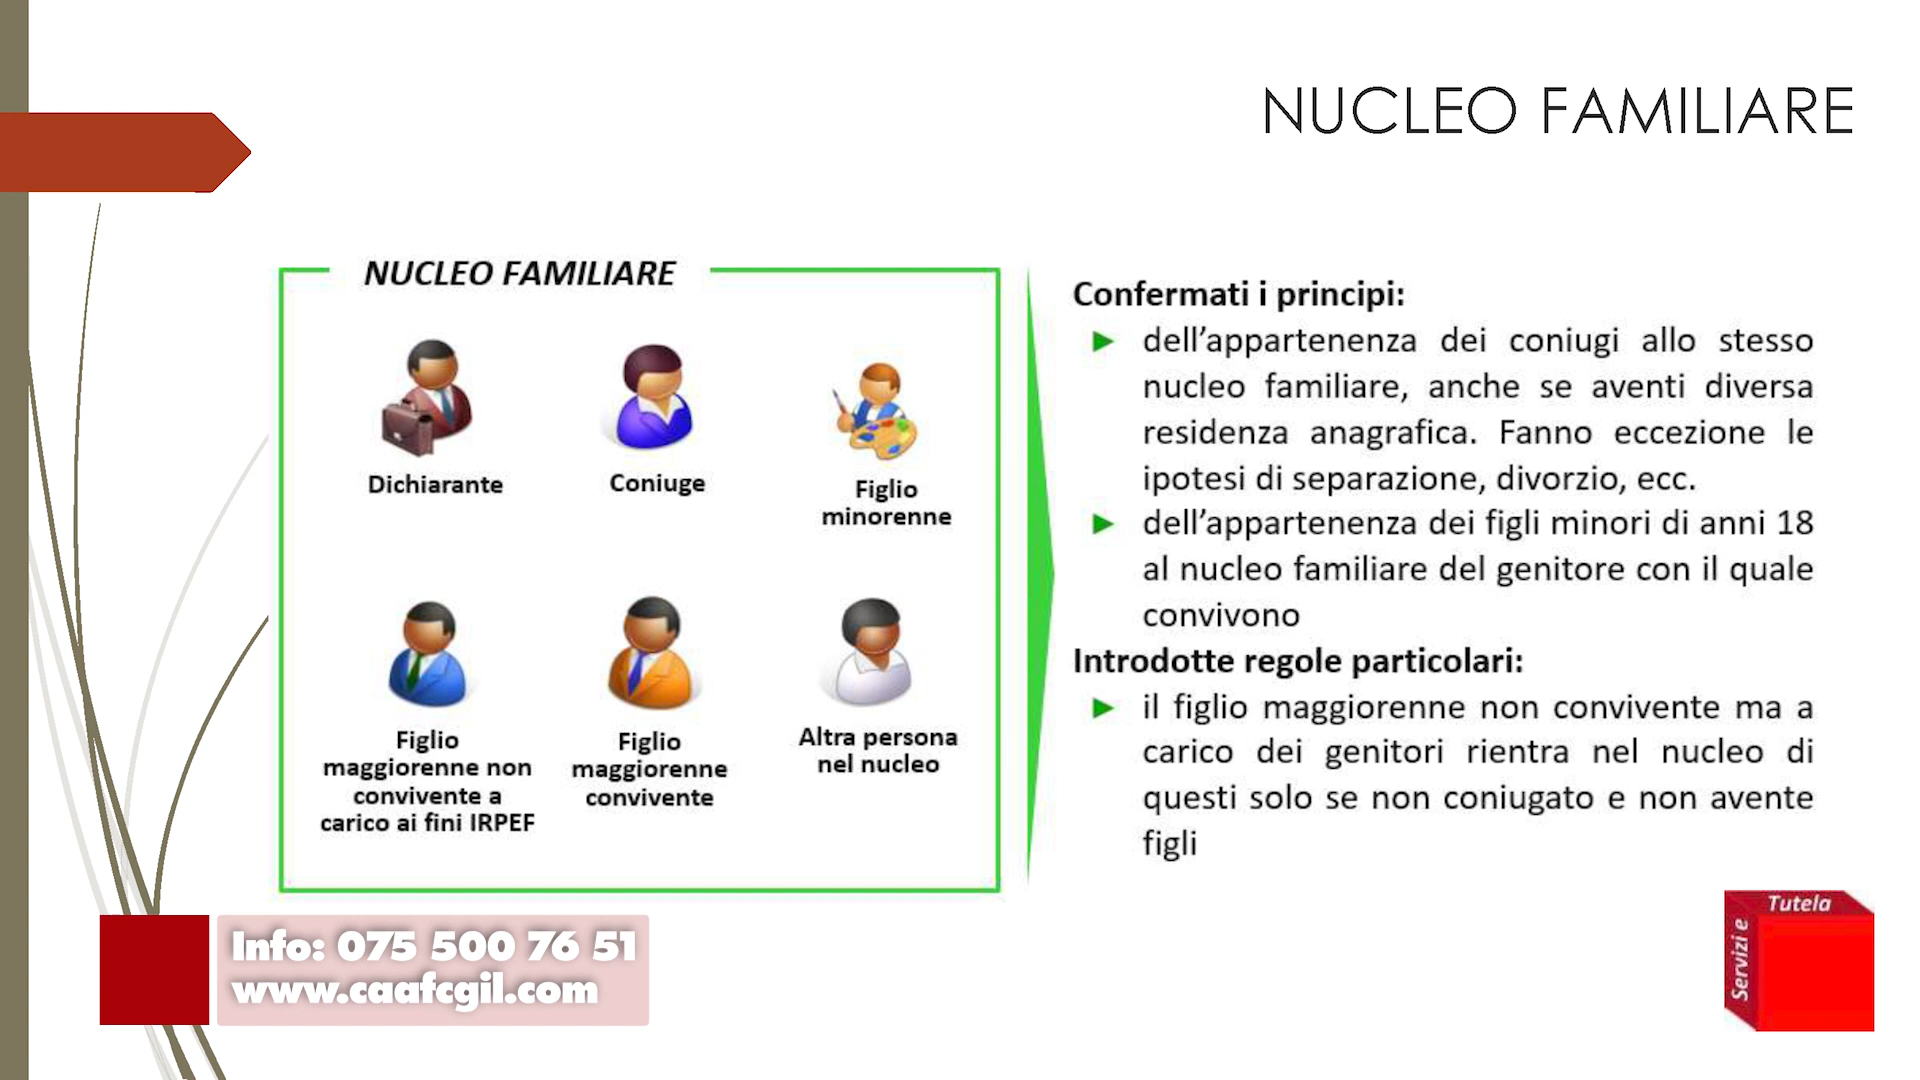 NUCLEO FAMILIARE
NUCLEO FAMILIARE
Dichiarante
Coniuge
Figlio
minorenne
Figlio
maggiorenne non
convivente a
carico ai fini IRPEF
Figlio
maggiorenne
convivente
Altra persona
nel nucleo
Confermati i principi:
dell’appartenenza dei coniugi allo stesso
nucleo familiare, anche se aventi diversa
residenza anagrafica. Fanno eccezione le
ipotesi di separazione, divorzio, ecc.
dell’appartenenza dei figli minori di anni 18
al nucleo familiare del genitore con il quale
convivono
Introdotte regole particolari:
il figlio maggiorenne non convivente ma a
carico dei genitori rientra nel nucleo di
questi solo se non coniugato e non avente
figli
Info: 075 500 76 51
www.caafcgil.com
Servizi e
Tutela